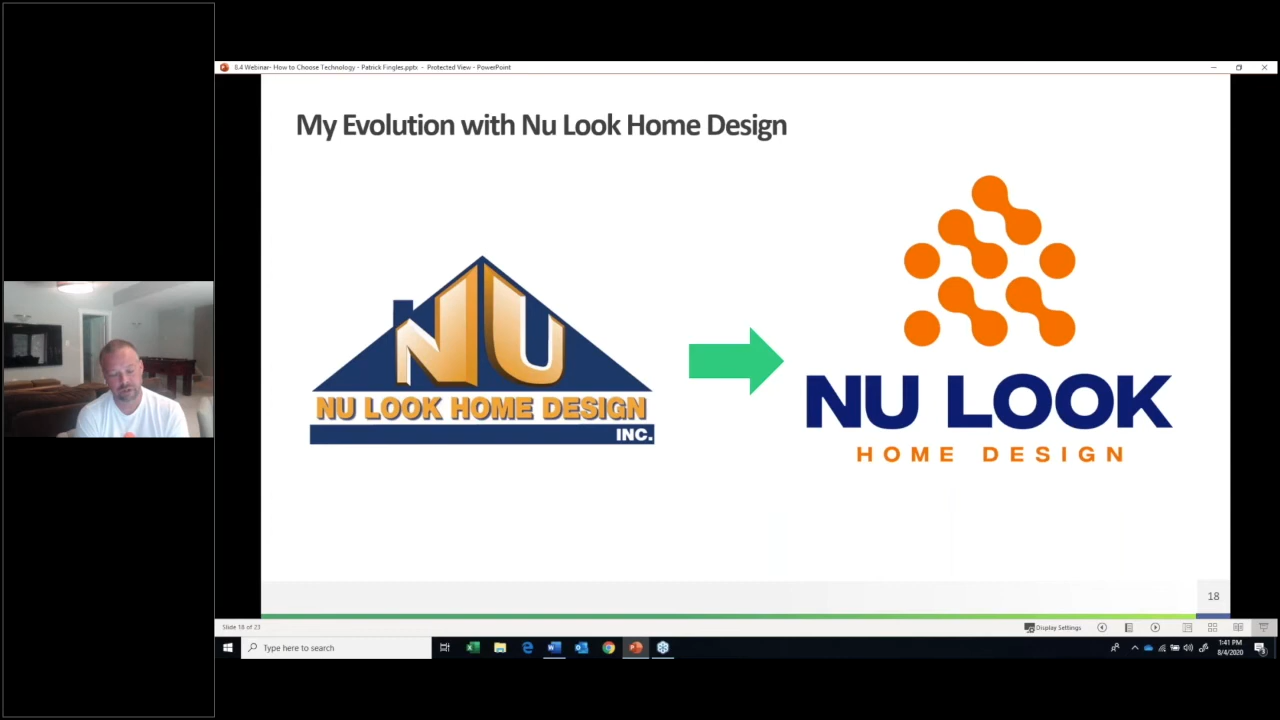 8.4 Webinar- How to Choose Technology - Patrick Fingles.pptx - Protected View - PowerPoint
My Evolution with Nu Look Home Design
NU
NU LOOK HOME DESIGN
INC.
NU LOOK
HOME DESIGN
18
Slide 18 of 23
Display Settings
Type here to search
1:41 PM
8/4/2020
3